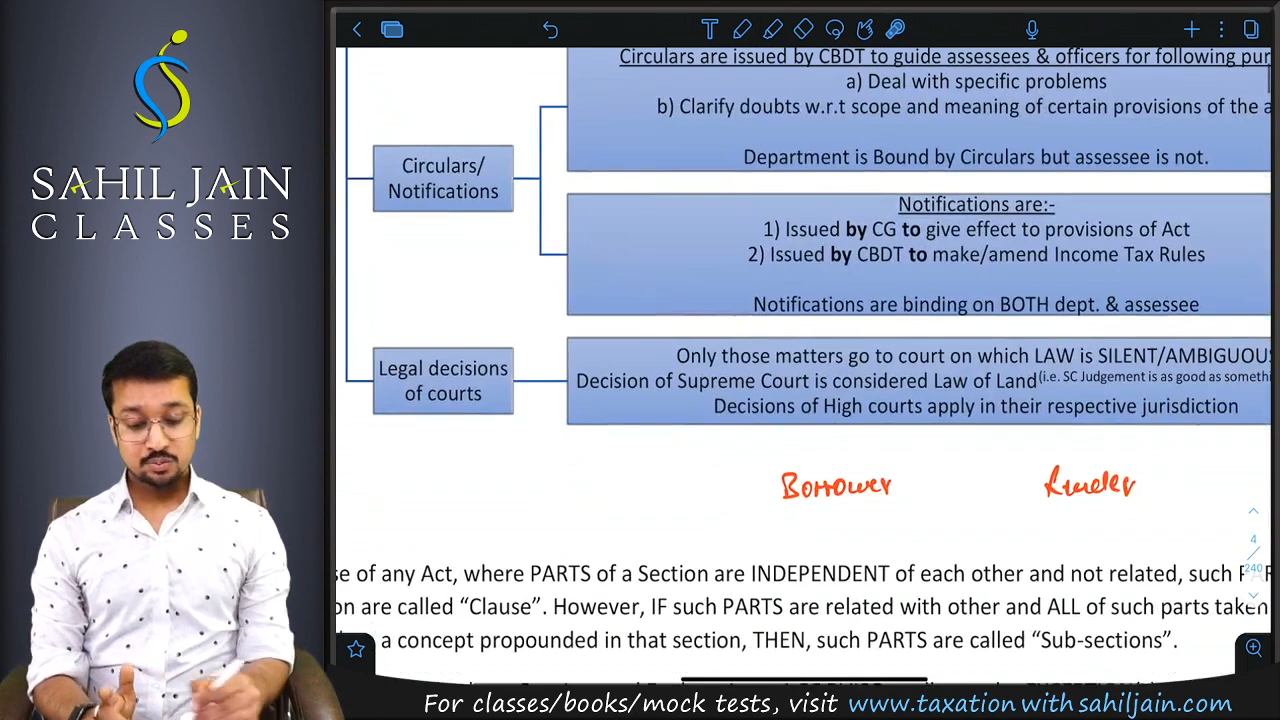 SAHIL JAIN
CLASSES
Circulars are issued by CBDT to guide assessees & officers for following pur
a) Deal with specific problems
b) Clarify doubts w.r.t scope and meaning of certain provisions of the a
Department is Bound by Circulars but assessee is not.
Circulars/
Notifications
Notifications are:-
1) Issued by CG to give effect to provisions of Act
2) Issued by CBDT to make/amend Income Tax Rules
Notifications are binding on BOTH dept. & assessee
Legal decisions
of courts
Only those matters go to court on which LAW is SILENT/AMBIGUOUS
Decision of Supreme Court is considered Law of Land (i.e. SC Judgement is as good as somethi
Decisions of High courts apply in their respective jurisdiction
Borrower Lender
4
240
se of any Act, where PARTS of a Section are INDEPENDENT of each other and not related, such PAR
on are called “Clause”. However, IF such PARTS are related with other and ALL of such parts taken
a concept propounded in that section, THEN, such PARTS are called “Sub-sections”.
For classes/books/mock tests, visit www.taxationwithsahiljain.com